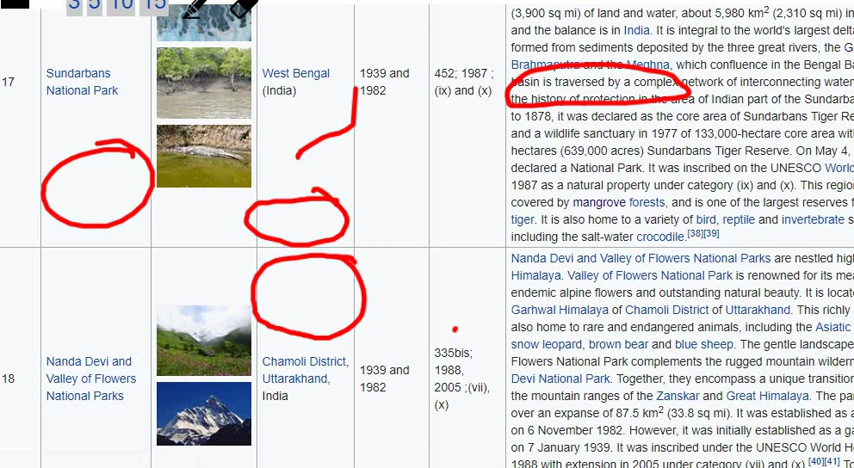 3 5 10 15
17
Sundarbans
National Park
West Bengal
(India)
1939 and
1982
452; 1987 ;
(ix) and (x)
(3,900 sq mi) of land and water, about 5,980 km² (2,310 sq mi) in
and the balance is in India. It is integral to the world's largest delt
formed from sediments deposited by the three great rivers, the G
Brahmaputra and the Meghna, which confluence in the Bengal Ba
basin is traversed by a complex network of interconnecting water
the history of protection in the area of Indian part of the Sundarba
to 1878, it was declared as the core area of Sundarbans Tiger Re
and a wildlife sanctuary in 1977 of 133,000-hectare core area with
hectares (639,000 acres) Sundarbans Tiger Reserve. On May 4,
declared a National Park. It was inscribed on the UNESCO World
1987 as a natural property under category (ix) and (x). This region
covered by mangrove forests, and is one of the largest reserves f
tiger. It is also home to a variety of bird, reptile and invertebrate s
including the salt-water crocodile.[38][39]
18
Nanda Devi and
Valley of Flowers
National Parks
Chamoli District,
Uttarakhand,
India
1939 and
1982
335bis;
1988,
2005 ;(vii),
(x)
Nanda Devi and Valley of Flowers National Parks are nestled high
Himalaya. Valley of Flowers National Park is renowned for its mea
endemic alpine flowers and outstanding natural beauty. It is locate
Garhwal Himalaya of Chamoli District of Uttarakhand. This richly
also home to rare and endangered animals, including the Asiatic
snow leopard, brown bear and blue sheep. The gentle landscape
Flowers National Park complements the rugged mountain wildern
Devi National Park. Together, they encompass a unique transition
the mountain ranges of the Zanskar and Great Himalaya. The par
over an expanse of 87.5 km² (33.8 sq mi). It was established as a
on 6 November 1982. However, it was initially established as a g
on 7 January 1939. It was inscribed under the UNESCO World H
1988 with extension in 2005 under category (vii) and (x).[40][41] To